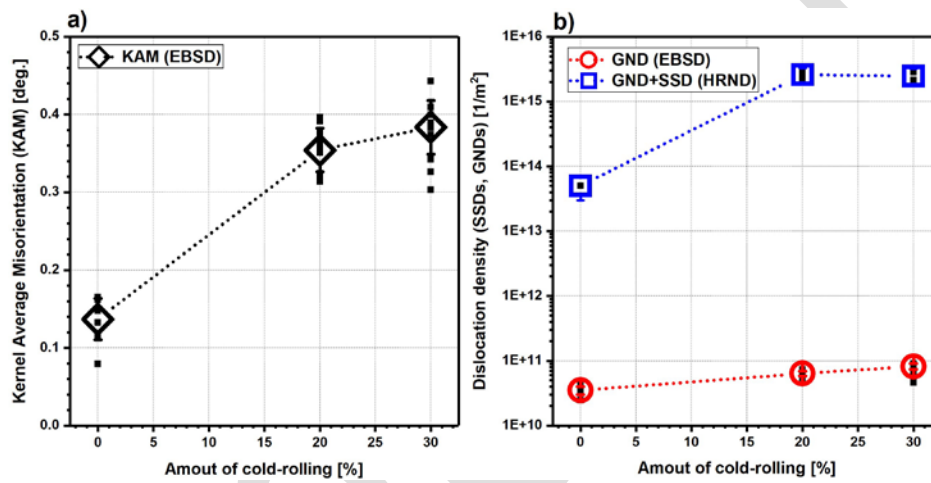 a)
KAM (EBSD)
Kernel Average Misorientation (KAM) [deg.]
0.5
0.4
0.3
0.2
0.1
0.0
0 5 10 15 20 25 30
Amout of cold-rolling [%]
b)
GND (EBSD)
GND+SSD (HRND)
Dislocation density (SSDs, GNDs) [1/m²]
1E+16
1E+15
1E+14
1E+13
1E+12
1E+11
1E+10
0 5 10 15 20 25 30
Amout of cold-rolling [%]